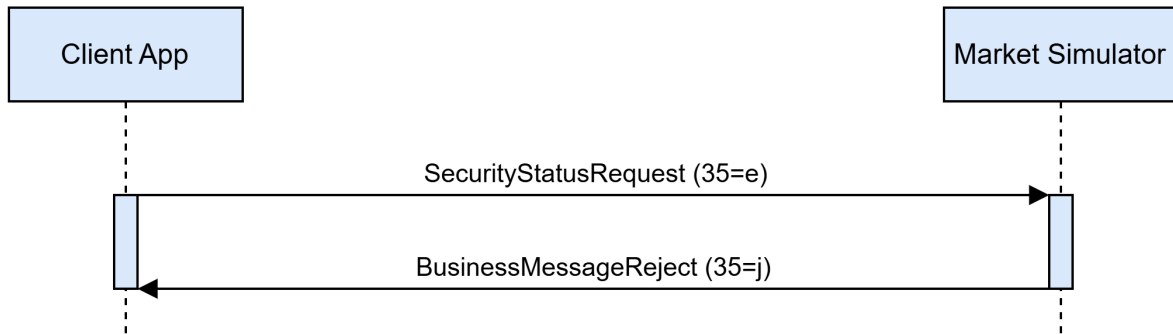 Client App
Market Simulator
SecurityStatusRequest (35=e)
BusinessMessageReject (35=j)